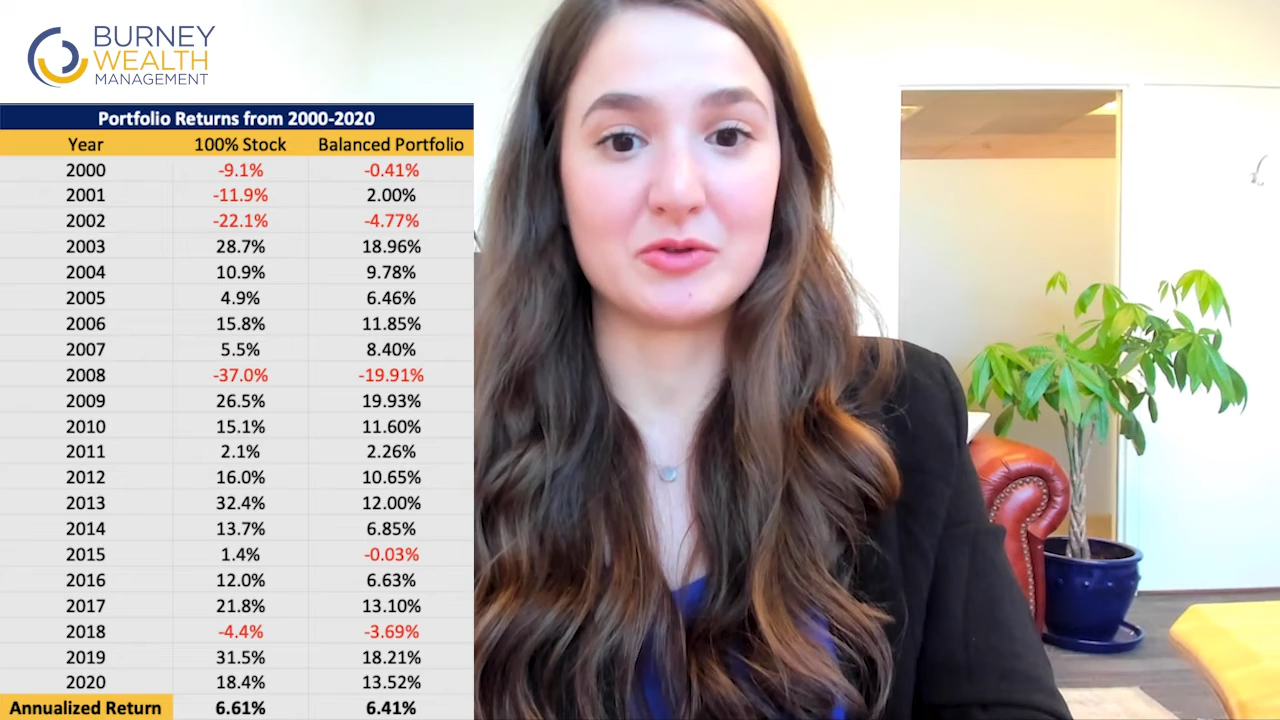 BURNEY
WEALTH
MANAGEMENT
Portfolio Returns from 2000-2020
Year 100% Stock Balanced Portfolio
2000 -9.1% -0.41%
2001 -11.9% 2.00%
2002 -22.1% -4.77%
2003 28.7% 18.96%
2004 10.9% 9.78%
2005 4.9% 6.46%
2006 15.8% 11.85%
2007 5.5% 8.40%
2008 -37.0% -19.91%
2009 26.5% 19.93%
2010 15.1% 11.60%
2011 2.1% 2.26%
2012 16.0% 10.65%
2013 32.4% 12.00%
2014 13.7% 6.85%
2015 1.4% -0.03%
2016 12.0% 6.63%
2017 21.8% 13.10%
2018 -4.4% -3.69%
2019 31.5% 18.21%
2020 18.4% 13.52%
Annualized Return 6.61% 6.41%